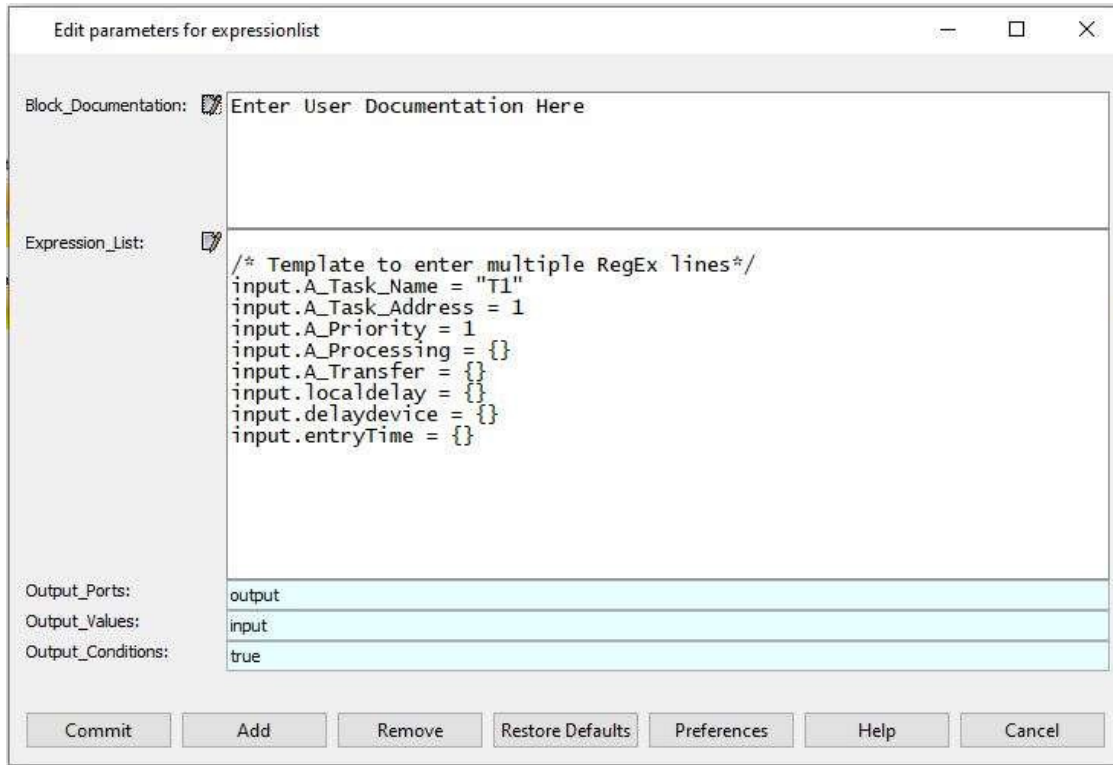 Edit parameters for expressionlist
Block_Documentation:
Enter User Documentation Here
Expression_List:
/* Template to enter multiple RegEx lines*/
input.A_Task_Name = "T1"
input.A_Task_Address = 1
input.A_Priority = 1
input.A_Processing = {}
input.A_Transfer = {}
input.localdelay = {}
input.delaydevice = {}
input.entryTime = {}
Output_Ports:
output
Output_Values:
input
Output_Conditions:
true
Commit
Add
Remove
Restore Defaults
Preferences
Help
Cancel